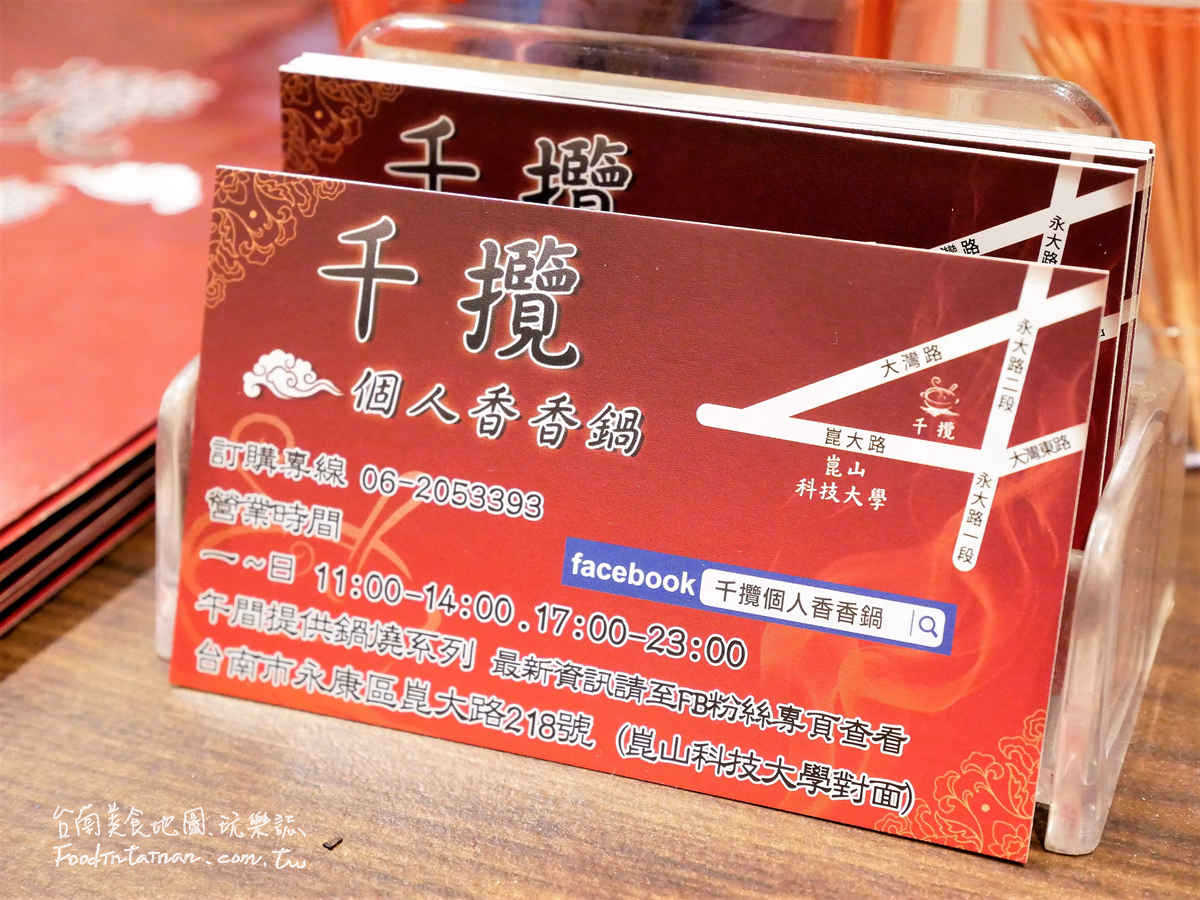 千攬
千攬
個人香香鍋
訂購專線 06-2053393
營業時間
一~日 11:00-14:00.17:00-23:00
午間提供鍋燒系列 最新資訊請至FB粉絲專頁查看
台南市永康區崑大路218號 (崑山科技大學對面)
facebook 千攬個人香香鍋
灣路
永大路
大灣路
永大路二段
千攬
崑大路
大灣東路
崑山
科技大學
永大路一段
台南美食地圖.玩樂誌
FoodInTainan.com.tw